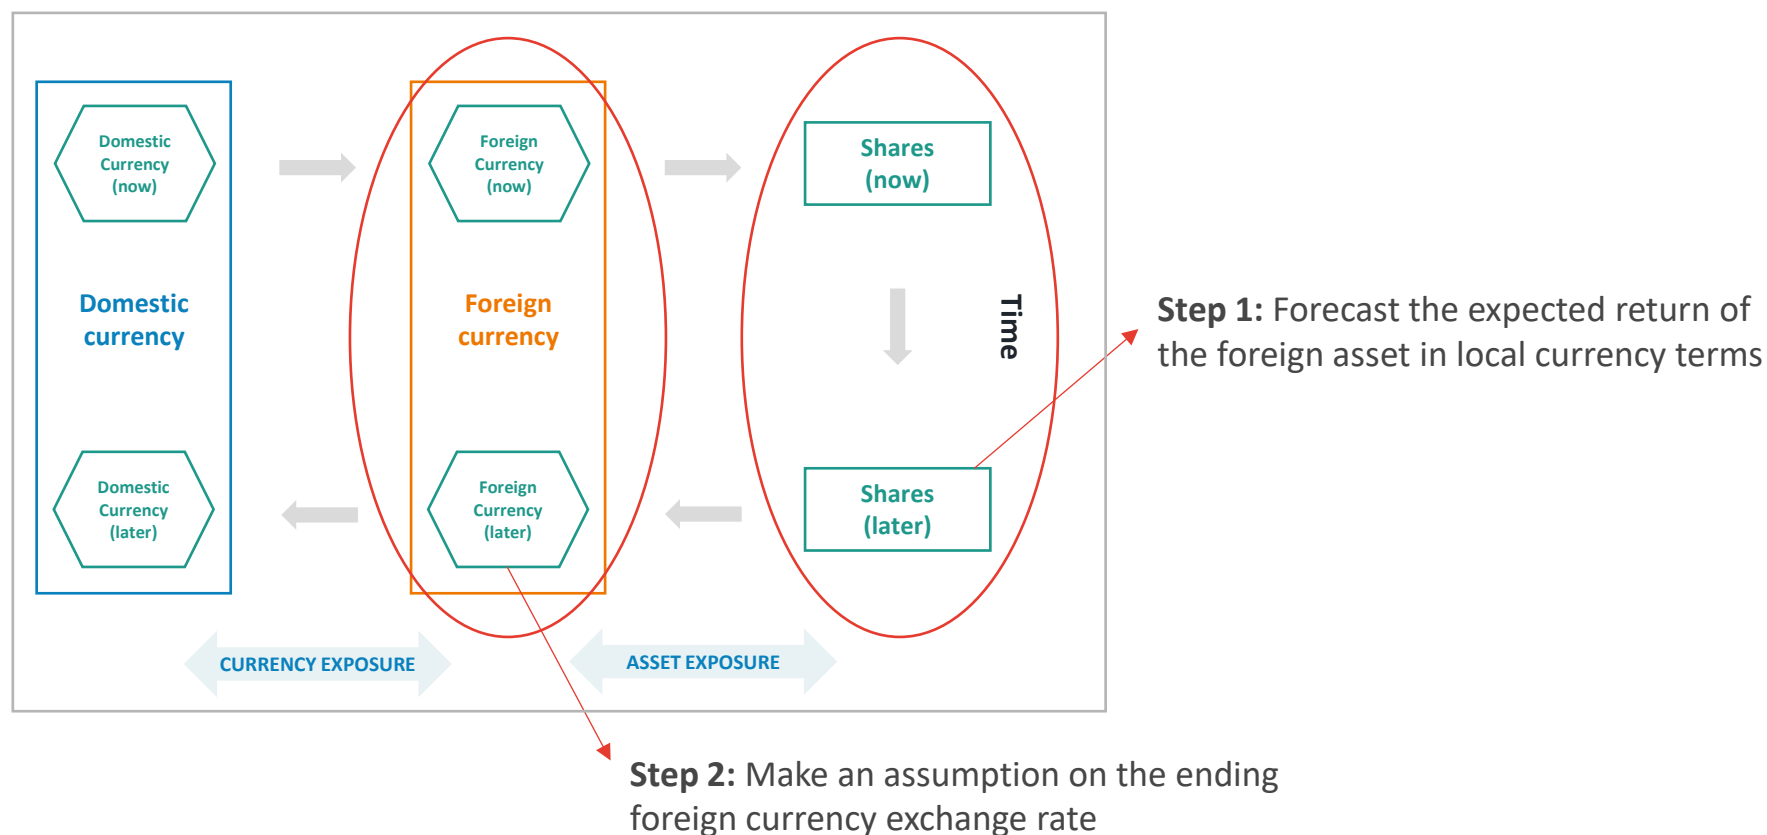 Domestic
Currency
(now)
Foreign
Currency
(now)
Shares
(now)
Domestic
currency
Foreign
currency
Time
Step 1: Forecast the expected return of
the foreign asset in local currency terms
Domestic
Currency
(later)
Foreign
Currency
(later)
Shares
(later)
CURRENCY EXPOSURE
ASSET EXPOSURE
Step 2: Make an assumption on the ending
foreign currency exchange rate